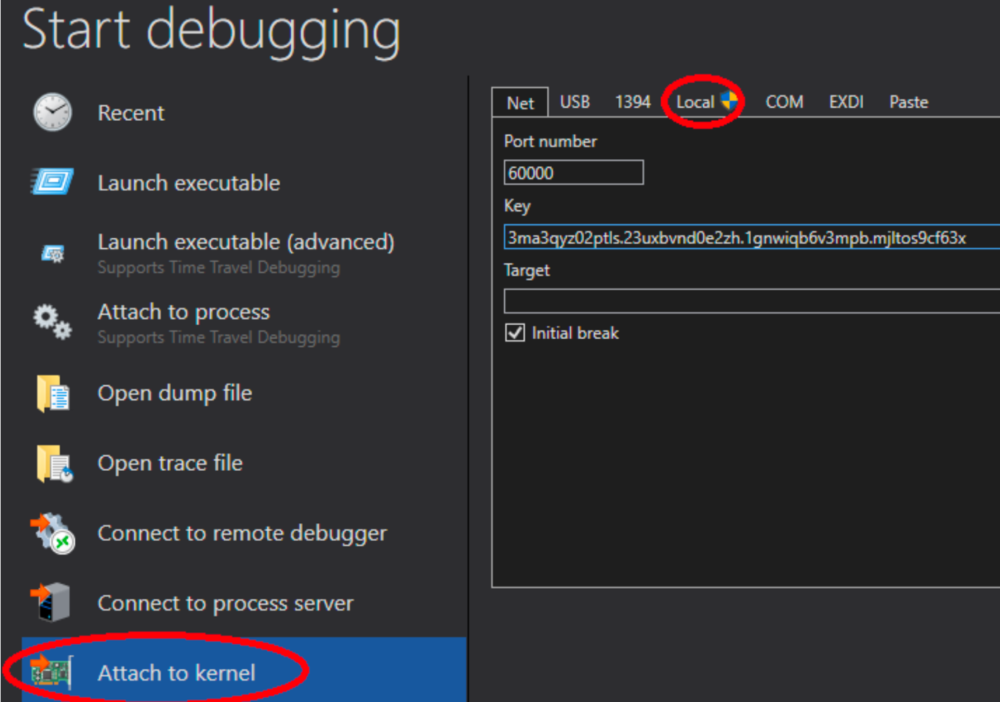 Start debugging
Recent
Launch executable
Launch executable (advanced)
Supports Time Travel Debugging
Attach to process
Supports Time Travel Debugging
Open dump file
Open trace file
Connect to remote debugger
Connect to process server
Attach to kernel
Net USB 1394 Local COM EXDI Paste
Port number
60000
Key
3ma3qyz02ptls.23uxbvnd0e2zh.1gnwiqb6v3mpb.mjltos9cf63x
Target
Initial break